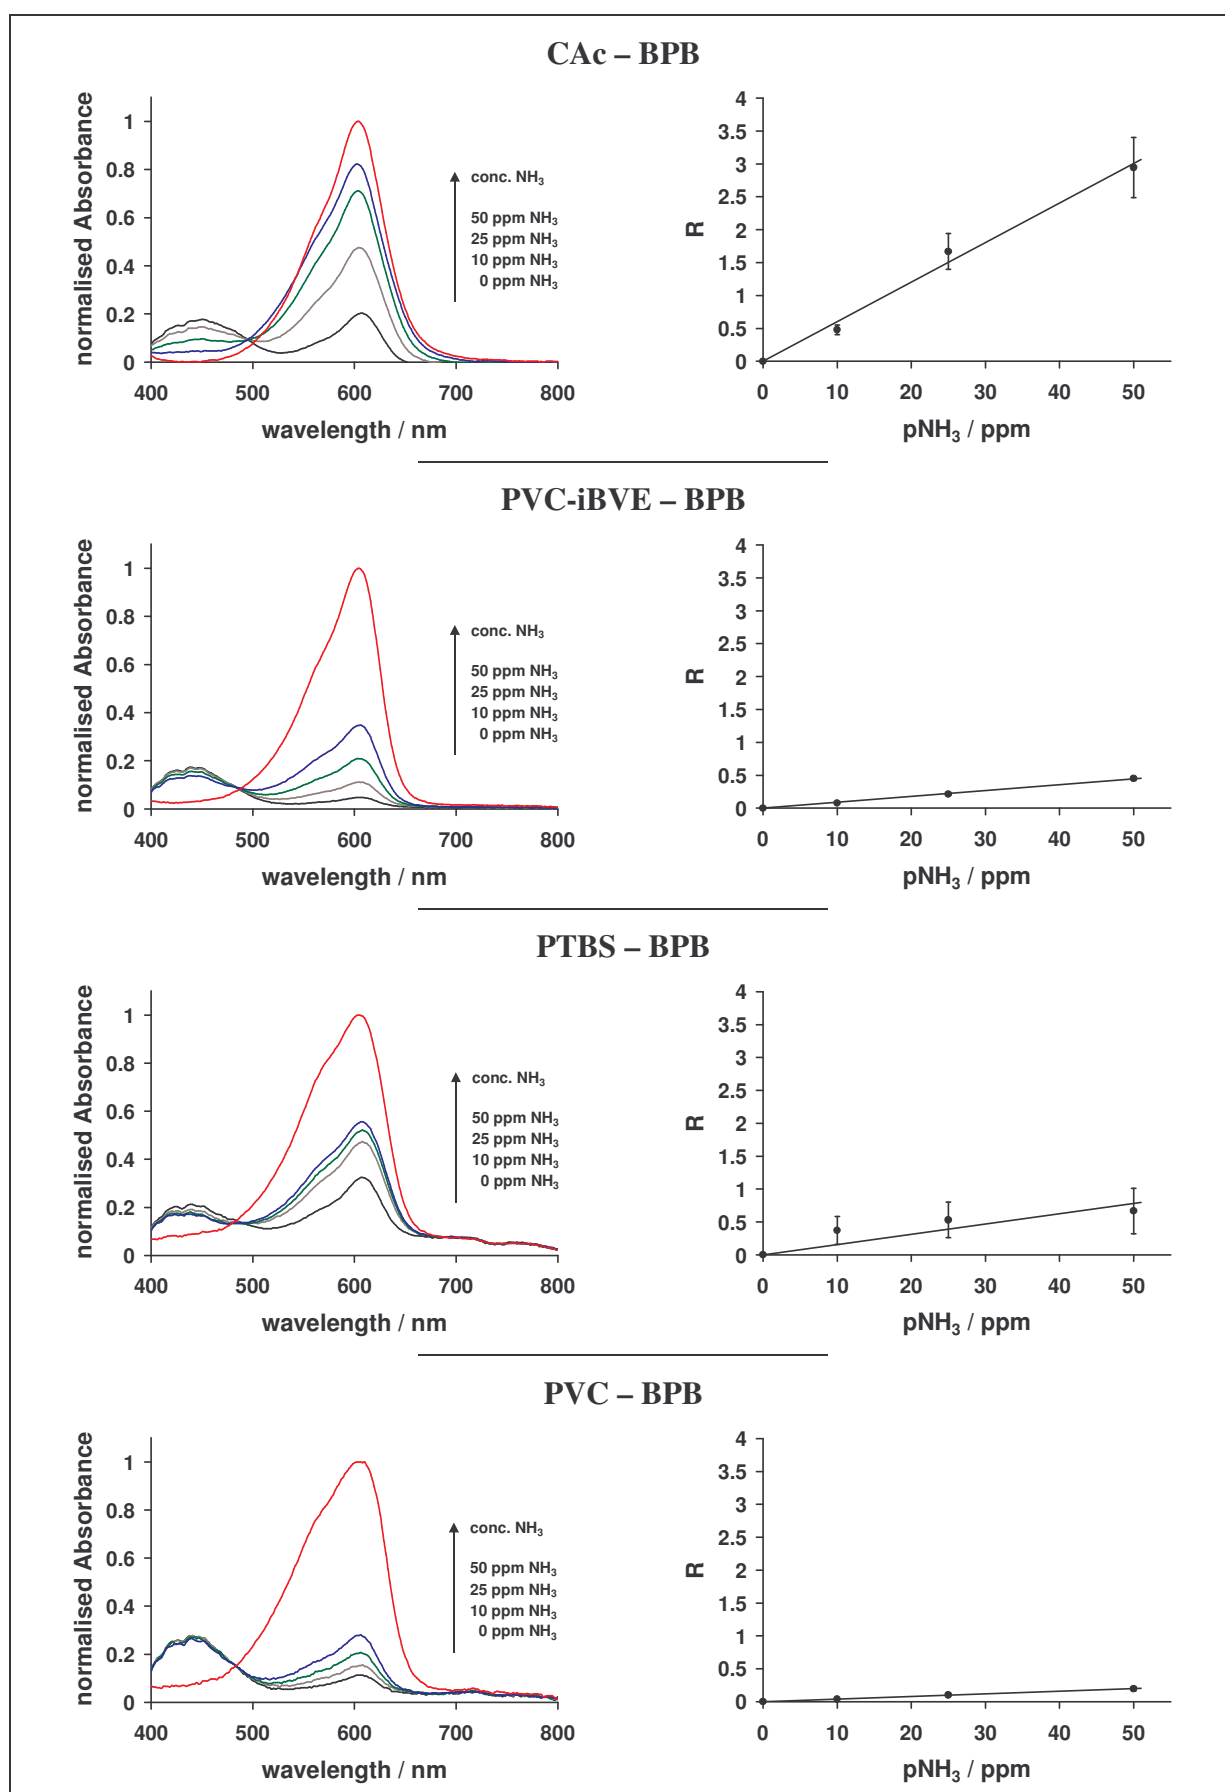 CAc – BPB
normalised Absorbance
1
0.8
0.6
0.4
0.2
0
400 500 600 700 800
wavelength / nm
conc. NH₃
50 ppm NH₃
25 ppm NH₃
10 ppm NH₃
0 ppm NH₃
R
4
3.5
3
2.5
2
1.5
1
0.5
0
0 10 20 30 40 50
pNH₃ / ppm
PVC-iBVE – BPB
normalised Absorbance
1
0.8
0.6
0.4
0.2
0
400 500 600 700 800
wavelength / nm
conc. NH₃
50 ppm NH₃
25 ppm NH₃
10 ppm NH₃
0 ppm NH₃
R
4
3.5
3
2.5
2
1.5
1
0.5
0
0 10 20 30 40 50
pNH₃ / ppm
PTBS – BPB
normalised Absorbance
1
0.8
0.6
0.4
0.2
0
400 500 600 700 800
wavelength / nm
conc. NH₃
50 ppm NH₃
25 ppm NH₃
10 ppm NH₃
0 ppm NH₃
R
4
3.5
3
2.5
2
1.5
1
0.5
0
0 10 20 30 40 50
pNH₃ / ppm
PVC – BPB
normalised Absorbance
1
0.8
0.6
0.4
0.2
0
400 500 600 700 800
wavelength / nm
conc. NH₃
50 ppm NH₃
25 ppm NH₃
10 ppm NH₃
0 ppm NH₃
R
4
3.5
3
2.5
2
1.5
1
0.5
0
0 10 20 30 40 50
pNH₃ / ppm